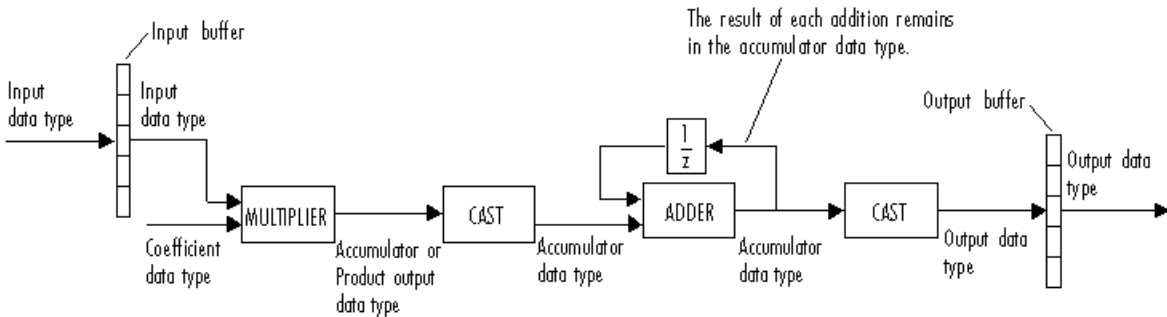 The result of each addition remains
in the accumulator data type.
Input buffer
Input
data type
Input
data type
Output buffer
1
z
Output data
type
MULTIPLIER
CAST
ADDER
CAST
Coefficient
data type
Accumulator or
Product output
data type
Accumulator
data type
Accumulator
data type
Output data
type